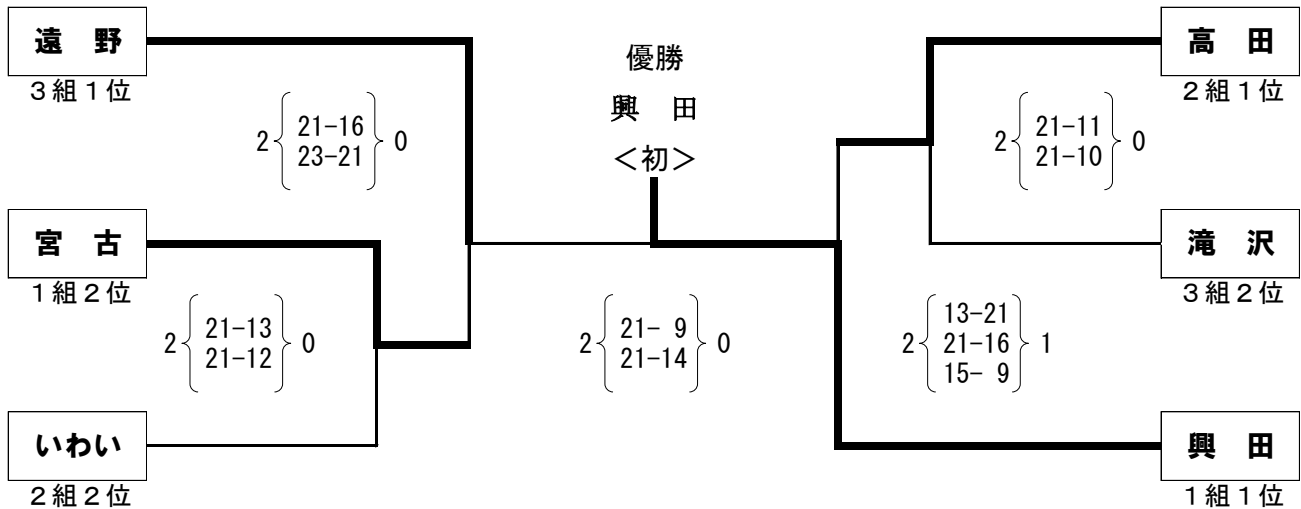 遠 野
3組1位
2 21-16 0
23-21
宮 古
1組2位
2 21-13 0
21-12
いわい
2組2位
優勝
興 田
<初>
2 21- 9 0
21-14
高 田
2組1位
2 21-11 0
21-10
滝 沢
3組2位
13-21
2 21-16 1
15- 9
興 田
1組1位